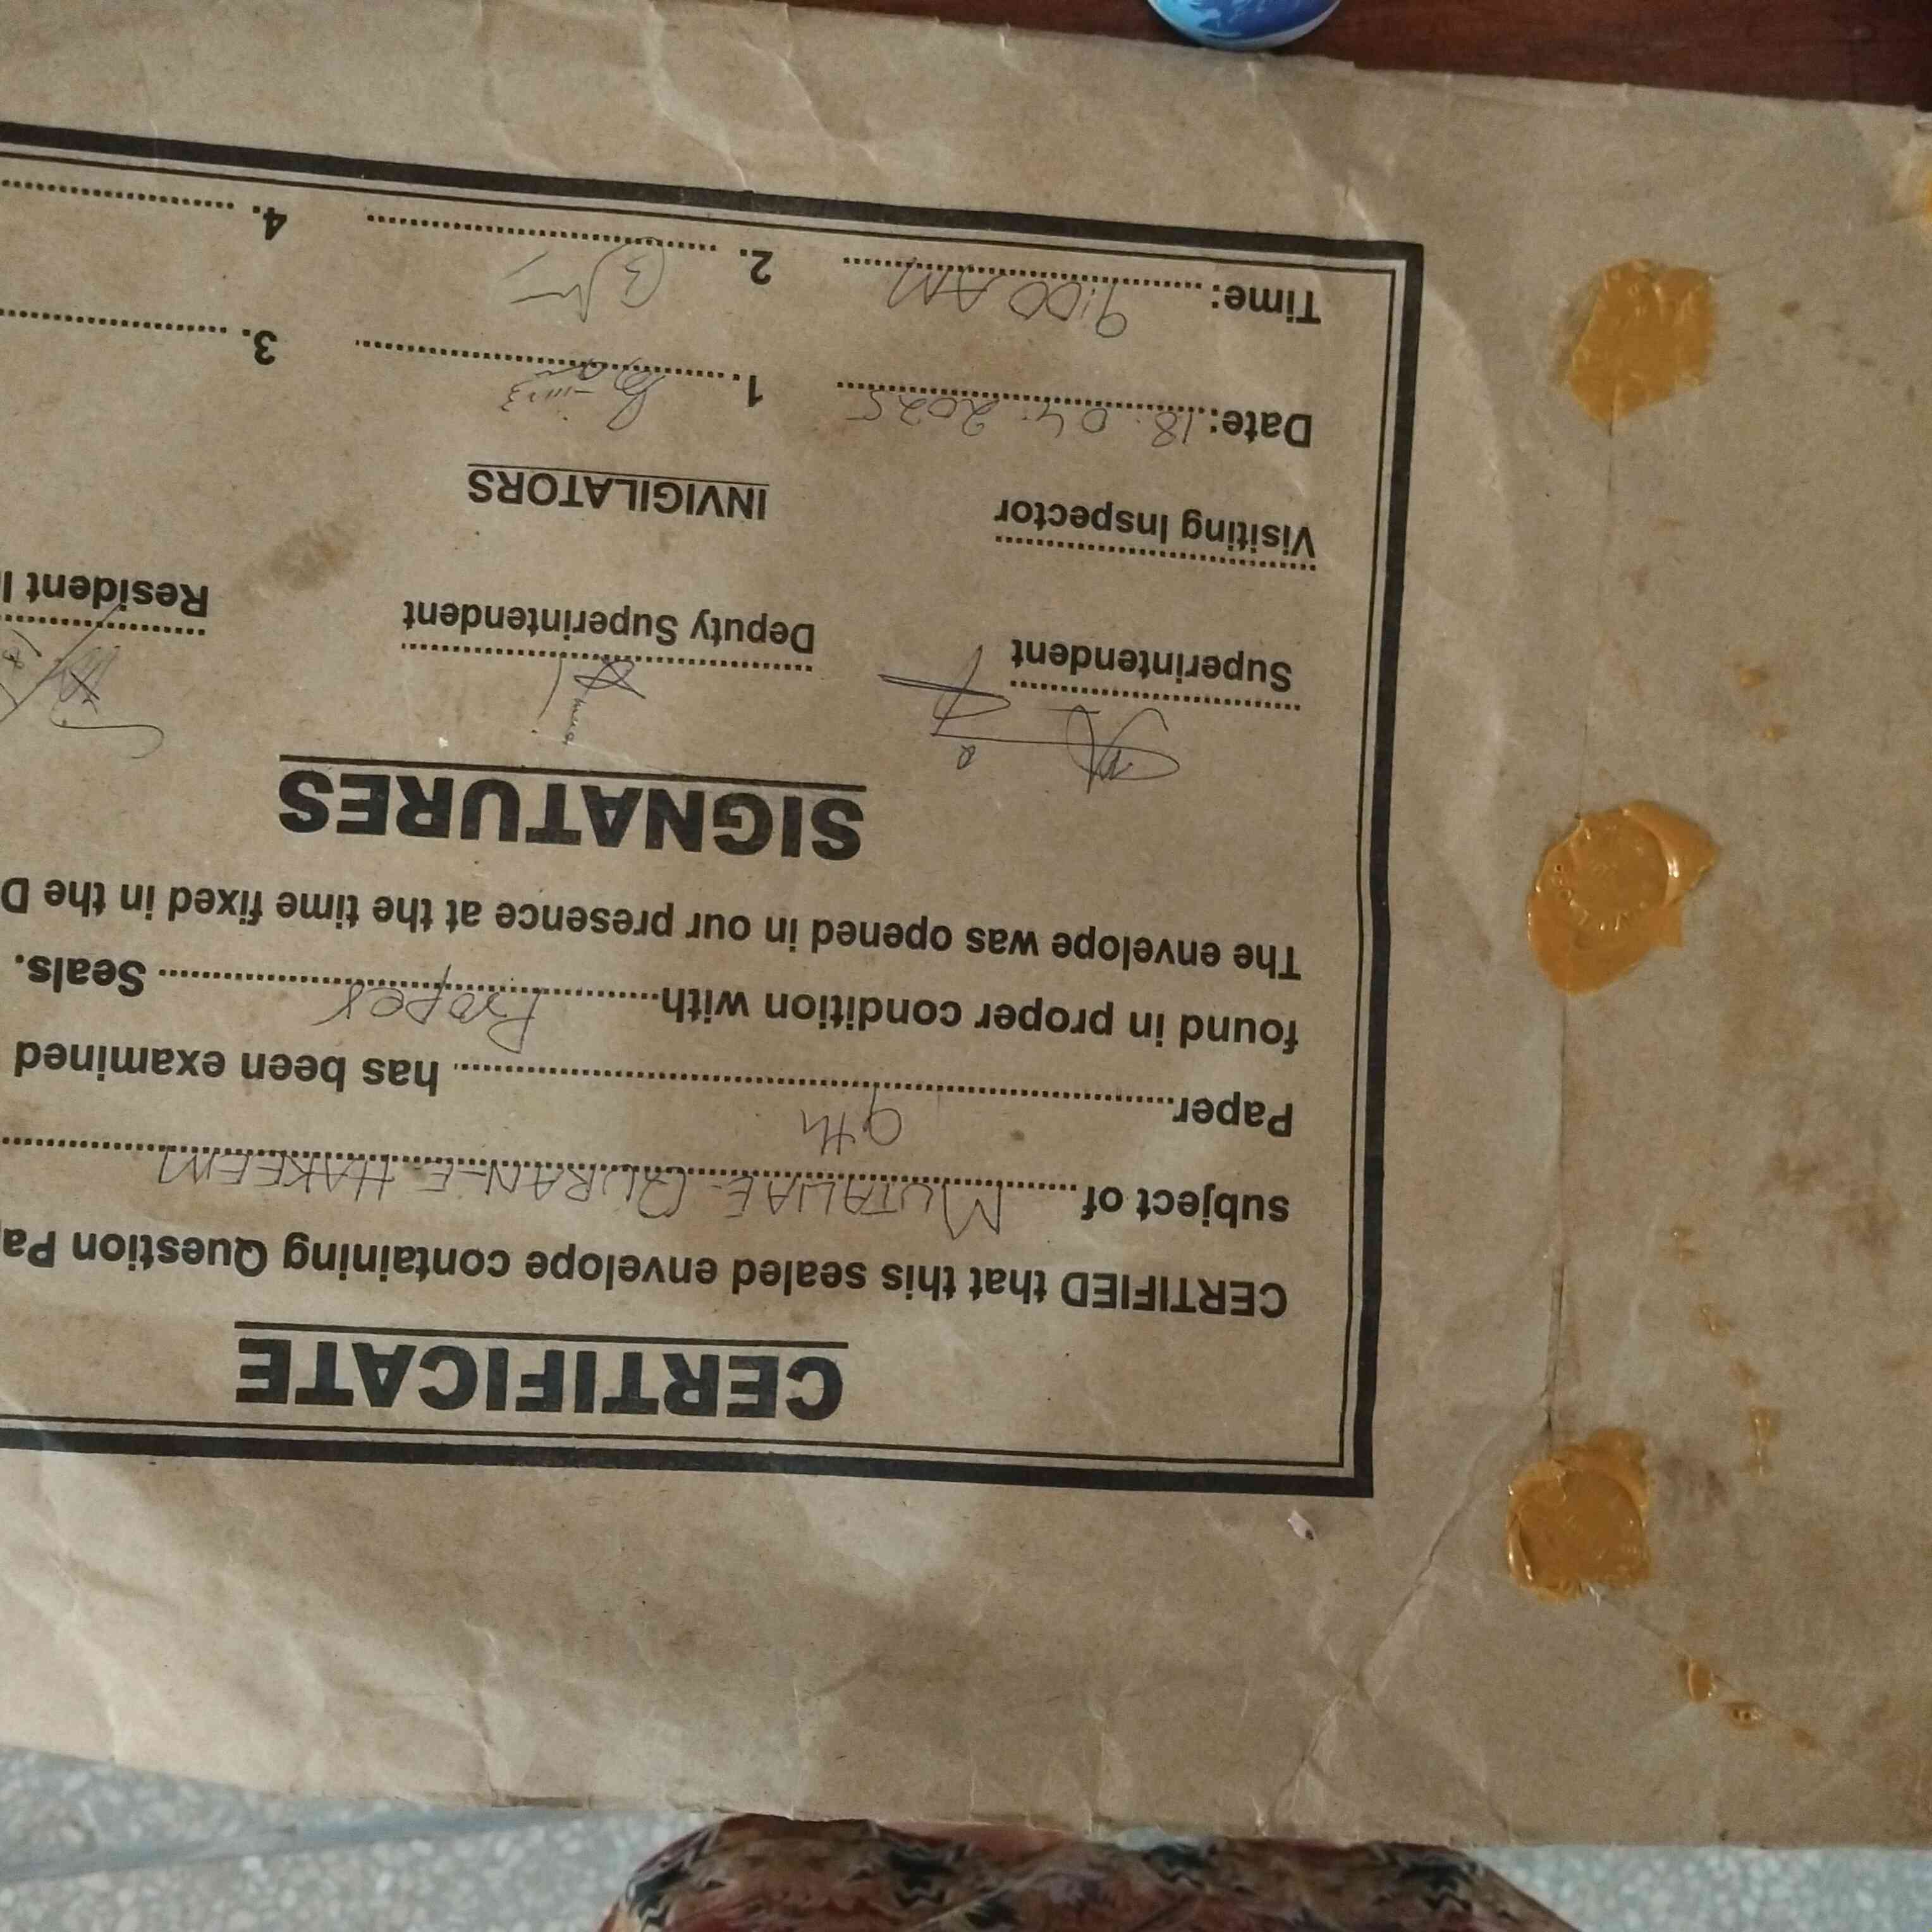 CERTIFICATE
CERTIFIED that this sealed envelope containing Question Pa
subject of ........ MUTALIAE-QURAN-E-HAKEEM ........
Paper ........ 9th ........ has been examined
found in proper condition with ........ Proper ........ Seals.
The envelope was opened in our presence at the time fixed in the D
SIGNATURES
Superintendent Deputy Superintendent Resident I
Visiting Inspector INVIGILATORS
Date: 18.04.2025 1. ........ 3. ........
Time: 9:00 AM 2. ........ 4. ........